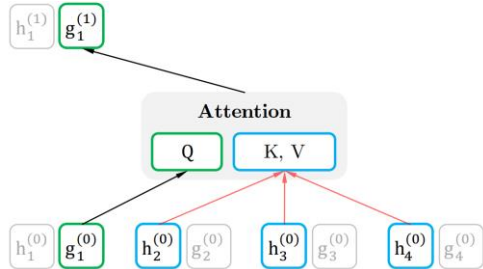 h₁⁽¹⁾ g₁⁽¹⁾
Attention
Q K, V
h₁⁽⁰⁾ g₁⁽⁰⁾ h₂⁽⁰⁾ g₂⁽⁰⁾ h₃⁽⁰⁾ g₃⁽⁰⁾ h₄⁽⁰⁾ g₄⁽⁰⁾